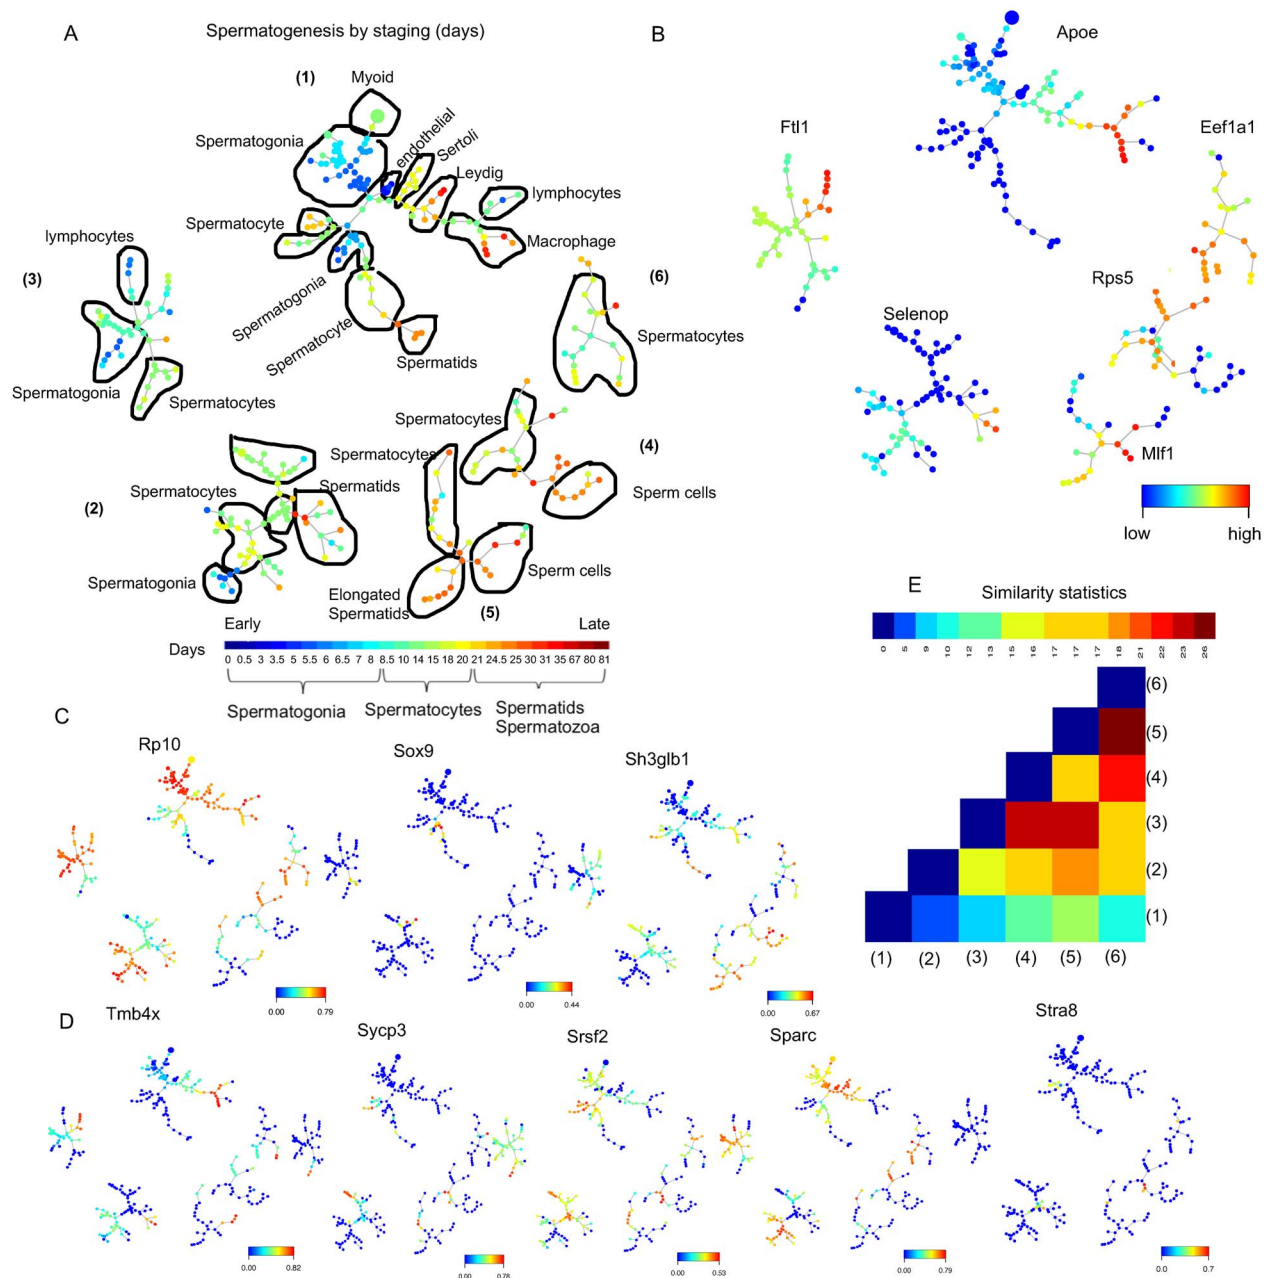 A
Spermatogenesis by staging (days)
(1)
Myoid
Spermatogonia
endothelial
Sertoli
Leydig
lymphocytes
Spermatocyte
Macrophage
lymphocytes
(3)
Spermatogonia
Spermatocyte
Spermatids
(6)
Spermatocytes
Spermatogonia
Spermatocytes
Spermatocytes
(4)
Spermatocytes
Spermatids
Spermatocytes
(2)
Sperm cells
Spermatogonia
Sperm cells
Elongated
Spermatids
(5)
Early
Late
Days
0 0.5 3 3.5 5 5.5 6 6.5 7 8 8.5 10 14 15 18 20 21 24.5 25 30 31 35 67 80 81
Spermatogonia
Spermatocytes
Spermatids
Spermatozoa
B
Apoe
Ftl1
Eef1a1
Rps5
Selenop
Mlf1
low
high
C
Rp10
0.00
0.79
Sox9
0.00
0.44
Sh3glb1
0.00
0.67
D
Tmb4x
0.00
0.82
Sycp3
0.00
0.78
Srsf2
0.00
0.53
Sparc
0.00
0.79
Stra8
0.0
0.7
E
Similarity statistics
0 5 9 10 12 13 15 16 17 17 17 18 21 22 23 26
(6)
(5)
(4)
(3)
(2)
(1)
(1) (2) (3) (4) (5) (6)